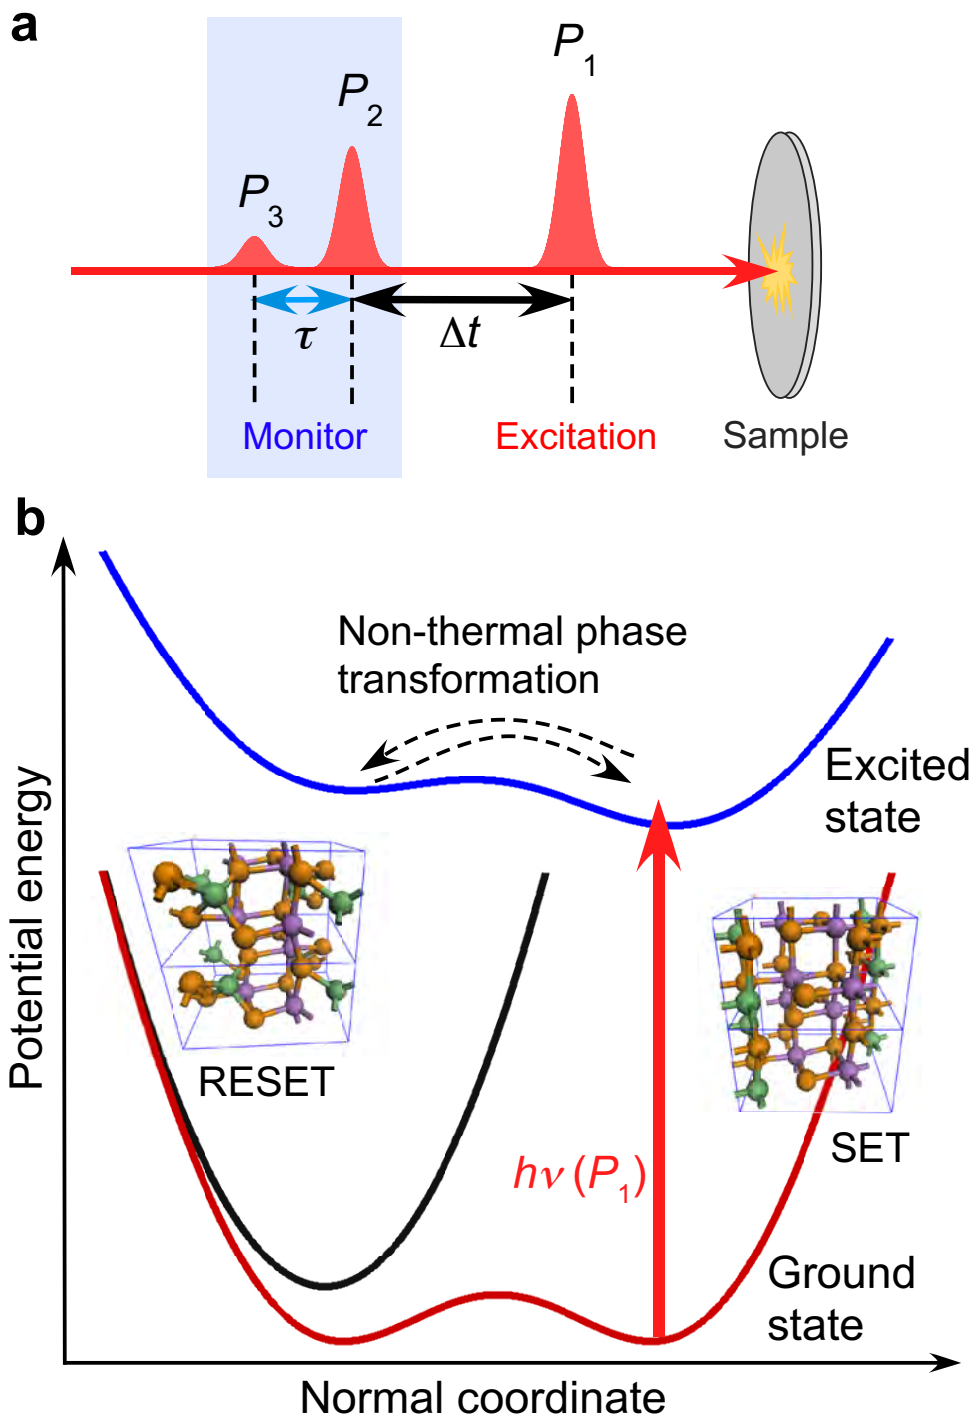 a
P1
P2
P3
τ
Δt
Monitor
Excitation
Sample
b
Non-thermal phase
transformation
Excited
state
Potential energy
RESET
SET
hν (P1)
Ground
state
Normal coordinate